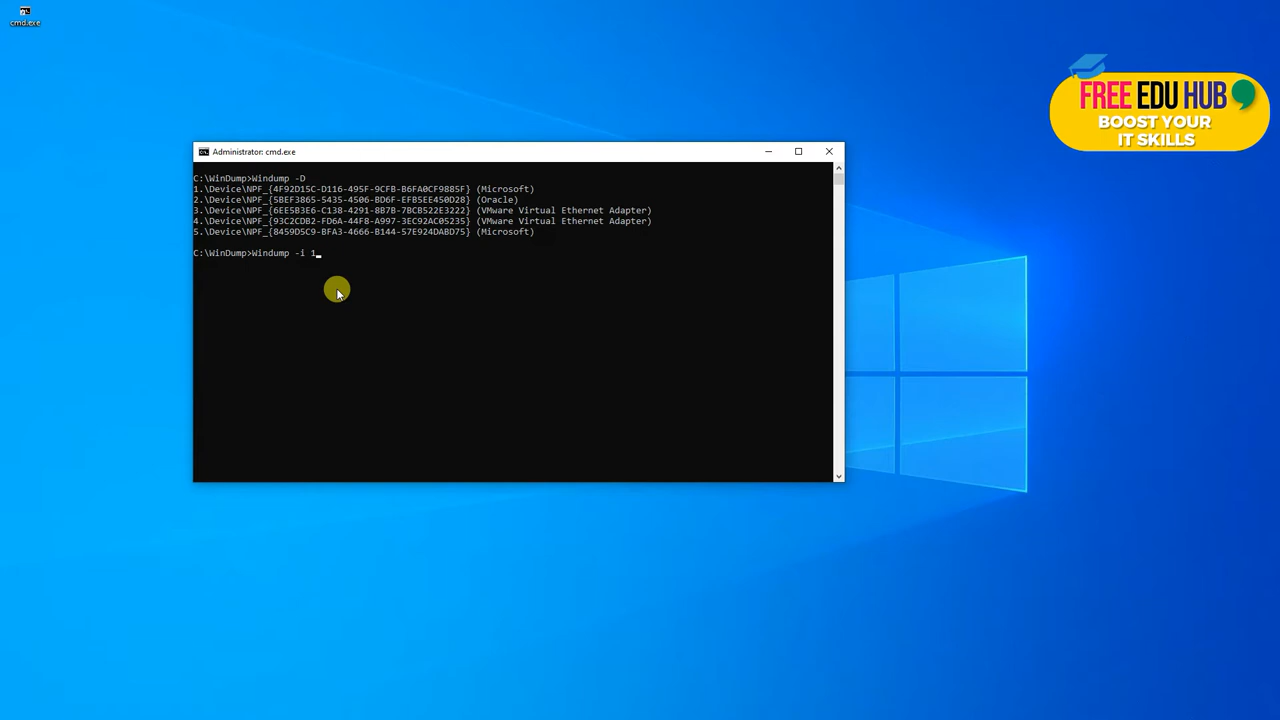 cmd.exe
FREE EDU HUB
BOOST YOUR
IT SKILLS
Administrator: cmd.exe
C:\WinDump>Windump -D
1.\Device\NPF_{4F92D15C-D116-495F-9CFB-B6FA0CF9885F} (Microsoft)
2.\Device\NPF_{5BEF3865-5435-4506-BD6F-EFB5EE450D28} (Oracle)
3.\Device\NPF_{6EE5B3E6-C138-4291-8B7B-7BCB522E3222} (VMware Virtual Ethernet Adapter)
4.\Device\NPF_{93C2CDB2-FD6A-44F8-A997-3EC92AC05235} (VMware Virtual Ethernet Adapter)
5.\Device\NPF_{8459D5C9-BFA3-4666-B144-57E924DABD75} (Microsoft)
C:\WinDump>Windump -i 1